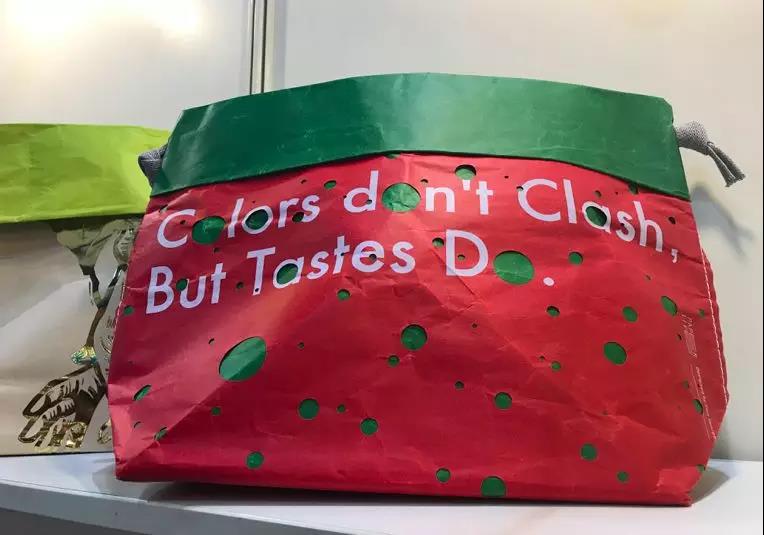 Colors don't Clash,
But Tastes Do.